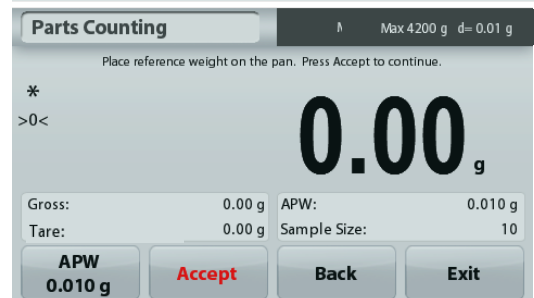 Parts Counting
Max 4200 g d= 0.01 g
Place reference weight on the pan. Press Accept to continue.
*
>0<
0.00 g
Gross: 0.00 g APW: 0.010 g
Tare: 0.00 g Sample Size: 10
APW
0.010 g
Accept
Back
Exit